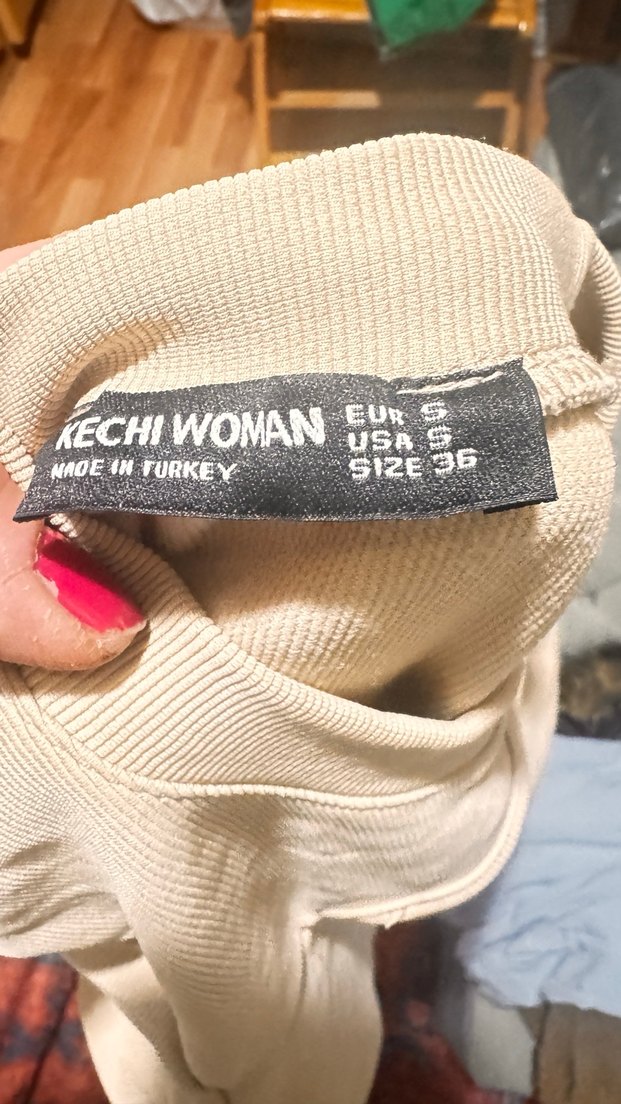 KECHI WOMAN
MADE IN TURKEY
EUR S
USA S
SIZE 36